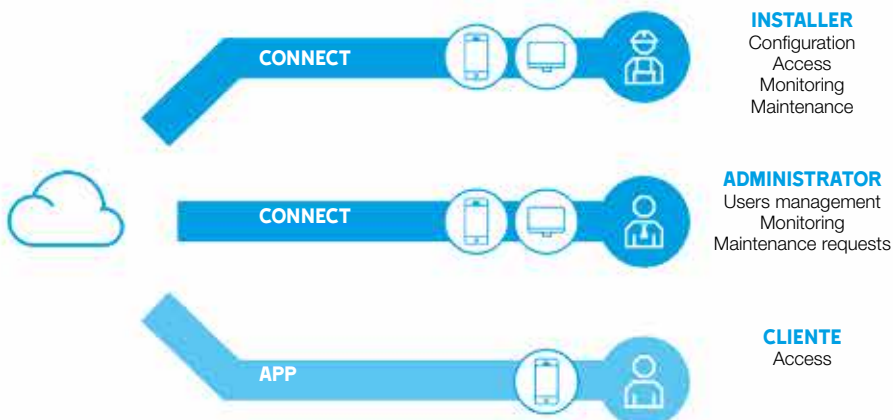 CONNECT
INSTALLER
Configuration
Access
Monitoring
Maintenance
CONNECT
ADMINISTRATOR
Users management
Monitoring
Maintenance requests
APP
CLIENTE
Access